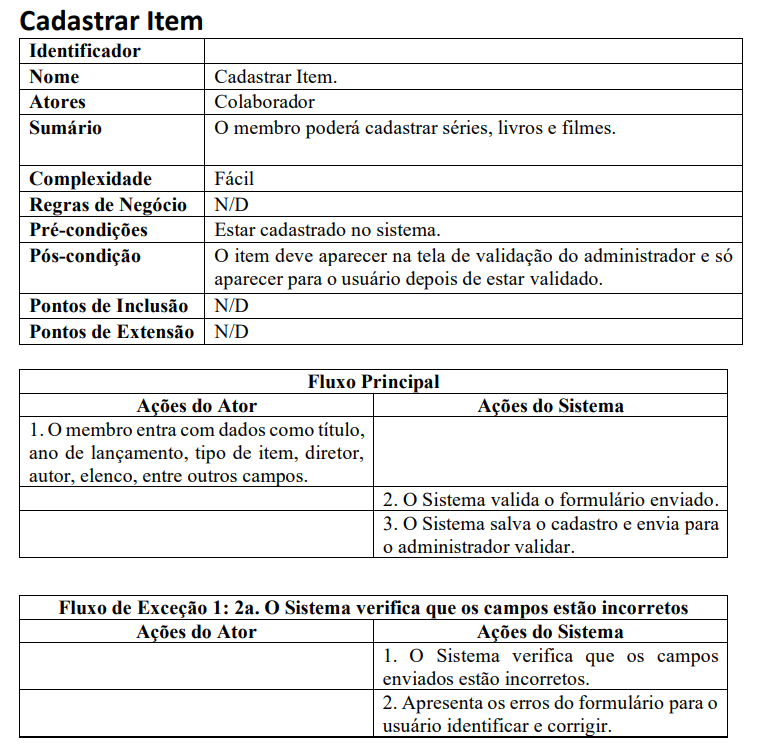 Cadastrar Item
Identificador
Nome Cadastrar Item.
Atores Colaborador
Sumário O membro poderá cadastrar séries, livros e filmes.
Complexidade Fácil
Regras de Negócio N/D
Pré-condições Estar cadastrado no sistema.
Pós-condição O item deve aparecer na tela de validação do administrador e só
aparecer para o usuário depois de estar validado.
Pontos de Inclusão N/D
Pontos de Extensão N/D
Fluxo Principal
Ações do Ator Ações do Sistema
1. O membro entra com dados como título,
ano de lançamento, tipo de item, diretor,
autor, elenco, entre outros campos.
2. O Sistema valida o formulário enviado.
3. O Sistema salva o cadastro e envia para
o administrador validar.
Fluxo de Exceção 1: 2a. O Sistema verifica que os campos estão incorretos
Ações do Ator Ações do Sistema
1. O Sistema verifica que os campos
enviados estão incorretos.
2. Apresenta os erros do formulário para o
usuário identificar e corrigir.